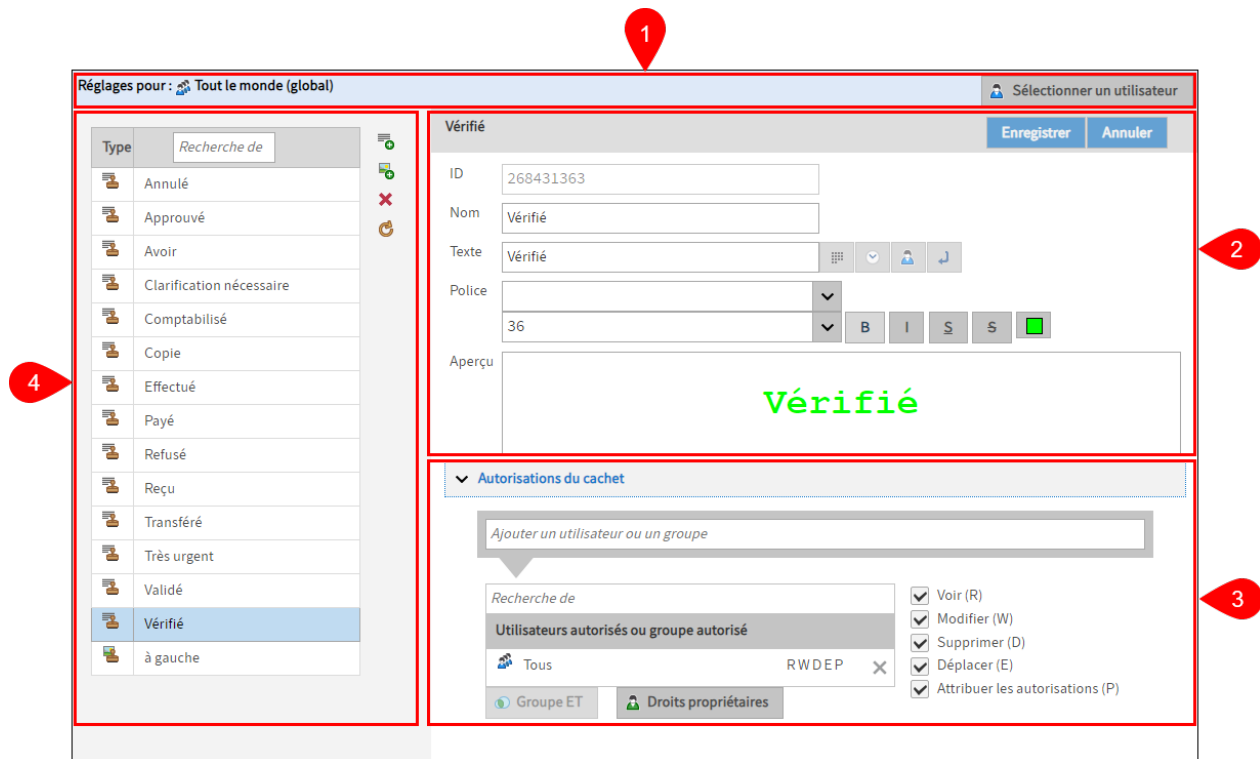 1
Réglages pour : Tout le monde (global)
Sélectionner un utilisateur
Type
Recherche de
Annulé
Approuvé
Avoir
Clarification nécessaire
Comptabilisé
Copie
Effectué
Payé
Refusé
Reçu
Transféré
Très urgent
Validé
Vérifié
à gauche
4
Vérifié
Enregistrer
Annuler
ID
268431363
Nom
Vérifié
Texte
Vérifié
Police
36
B I S S
Aperçu
Vérifié
2
Autorisations du cachet
Ajouter un utilisateur ou un groupe
Recherche de
Utilisateurs autorisés ou groupe autorisé
Tous RWDEP
Groupe ET
Droits propriétaires
Voir (R)
Modifier (W)
Supprimer (D)
Déplacer (E)
Attribuer les autorisations (P)
3